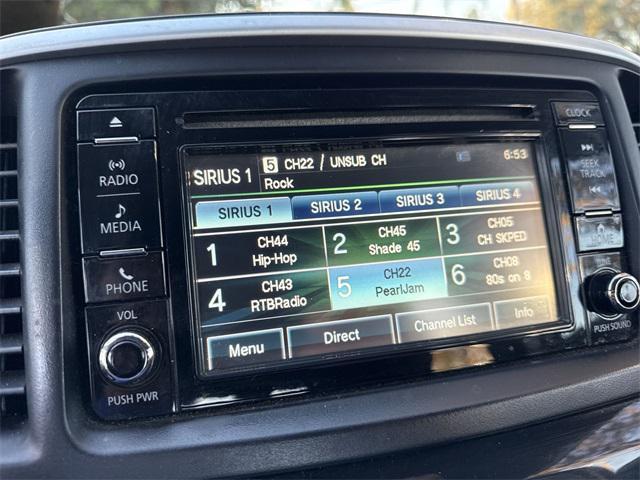 CLOCK
RADIO
MEDIA
PHONE
VOL
PUSH PWR
SIRIUS 1
5 CH22 / UNSUB CH
6:53
Rock
SIRIUS 1 SIRIUS 2 SIRIUS 3 SIRIUS 4
1 CH44 Hip-Hop
2 CH45 Shade 45
3 CH05 CH SKPED
4 CH43 RTBRadio
5 CH22 PearlJam
6 CH08 80s on 8
Menu Direct Channel List Info
SEEK
TRACK
HOME
PUSH SOUND